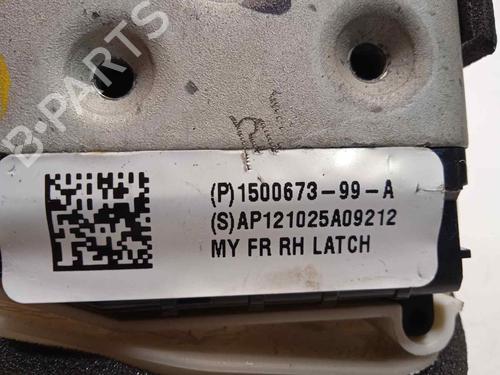 B-PARTS
(P)1500673-99-A
(S)AP121025A09212
MY FR RH LATCH